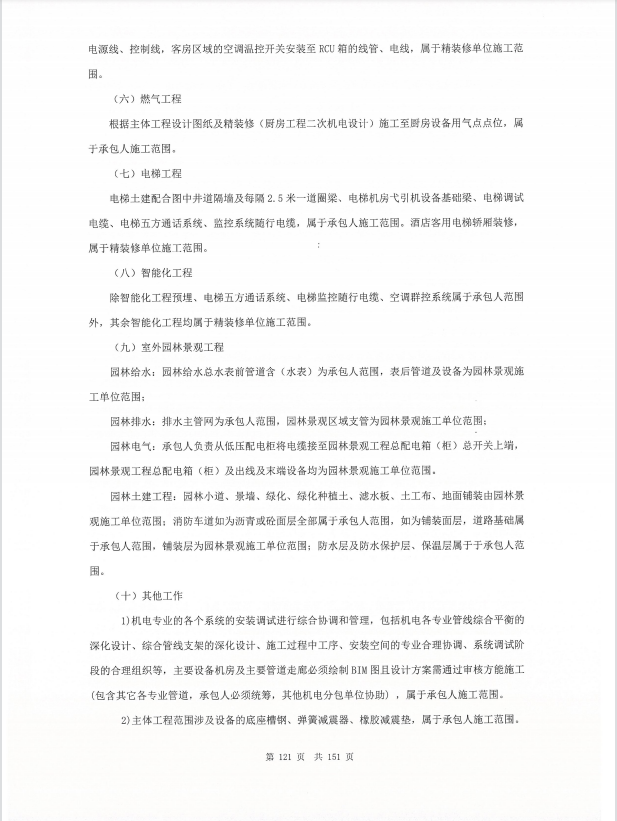 电源线、控制线，客房区域的空调温控开关安装至 RCU 箱的线管、电线，属于精装修单位施工范
围。
（六）燃气工程
根据主体工程设计图纸及精装修（厨房工程二次机电设计）施工至厨房设备用气点点位，属
于承包人施工范围。
（七）电梯工程
电梯土建配合图中井道隔墙及每隔 2.5 米一道圈梁、电梯机房弋引机设备基础梁、电梯调试
电缆、电梯五方通话系统、监控系统随行电缆，属于承包人施工范围。酒店客用电梯轿厢装修，
属于精装修单位施工范围。
（八）智能化工程
除智能化工程预埋、电梯五方通话系统、电梯监控随行电缆、空调群控系统属于承包人范围
外，其余智能化工程均属于精装修单位施工范围。
（九）室外园林景观工程
园林给水：园林给水总水表前管道含（水表）为承包人范围，表后管道及设备为园林景观施
工单位范围；
园林排水：排水主管网为承包人范围，园林景观区域支管为园林景观施工单位范围；
园林电气：承包人负责从低压配电柜将电缆接至园林景观工程总配电箱（柜）总开关上端，
园林景观工程总配电箱（柜）及出线及末端设备均为园林景观施工单位范围。
园林土建工程：园林小道、景墙、绿化、绿化种植土、滤水板、土工布、地面铺装由园林景
观施工单位范围；消防车道如为沥青或砼面层全部属于承包人范围，如为铺装面层，道路基础属
于承包人范围，铺装层为园林景观施工单位范围；防水层及防水保护层、保温层属于于承包人范
围。
（十）其他工作
1)机电专业的各个系统的安装调试进行综合协调和管理，包括机电各专业管线综合平衡的
深化设计、综合管线支架的深化设计、施工过程中工序、安装空间的专业合理协调、系统调试阶
段的合理组织等，主要设备机房及主要管道走廊必须绘制 BIM 图且设计方案需通过审核方能施工
(包含其它各专业管道，承包人必须统筹，其他机电分包单位协助），属于承包人施工范围。
2)主体工程范围涉及设备的底座槽钢、弹簧减震器、橡胶减震垫，属于承包人施工范围。
第 121 页 共 151 页